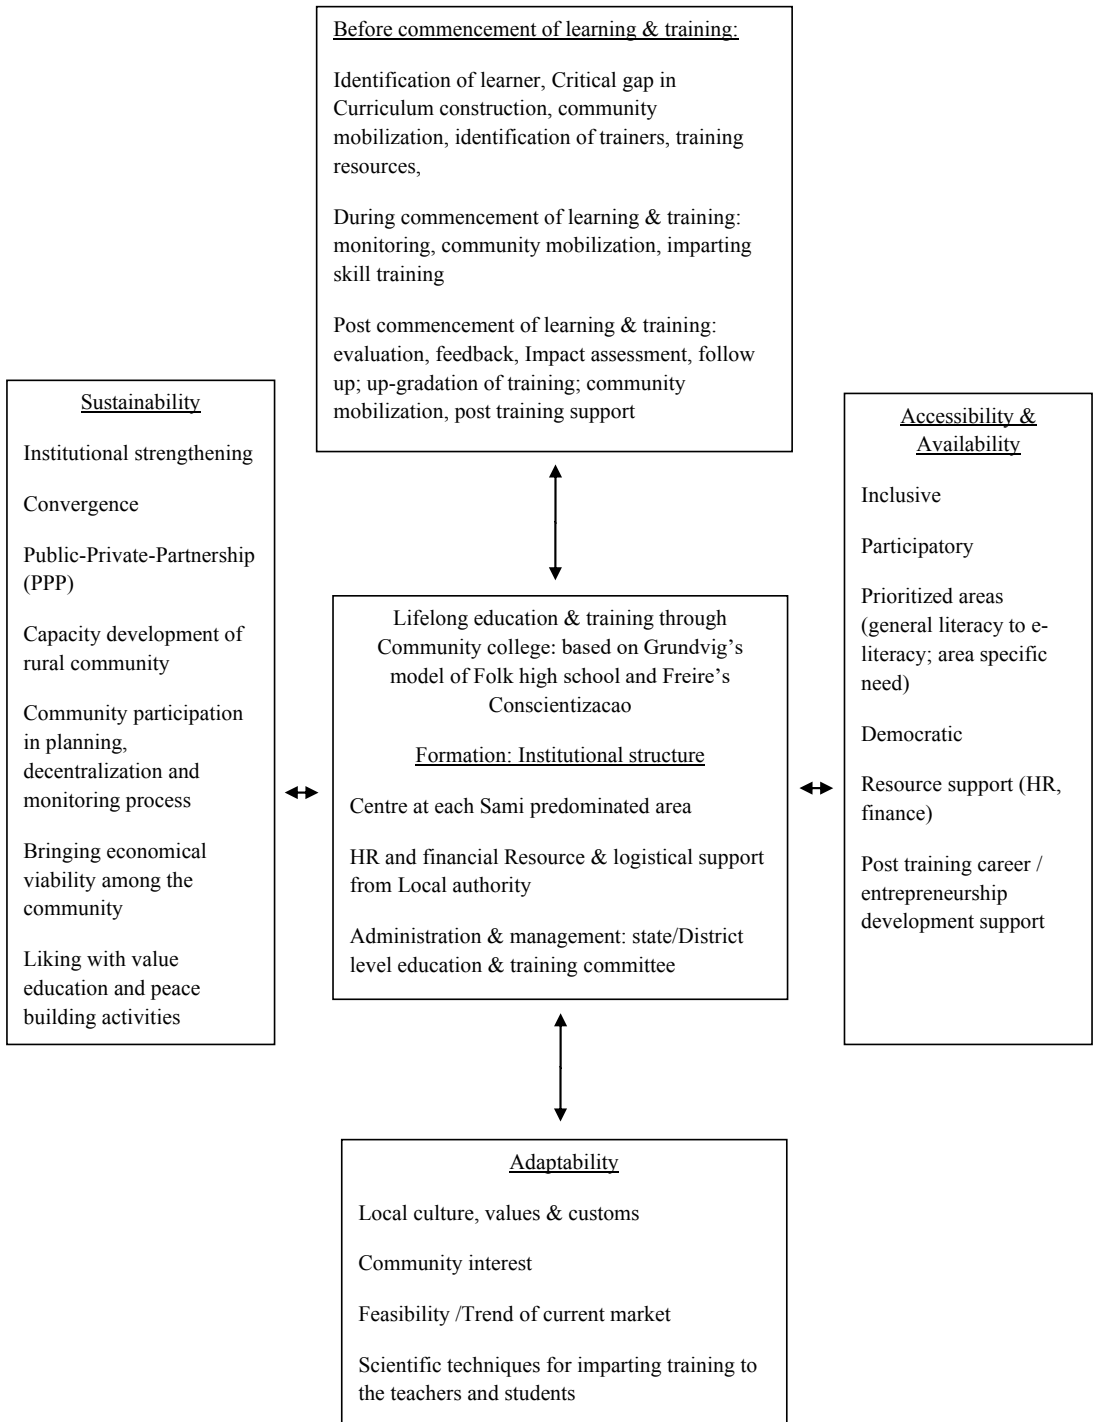 Before commencement of learning & training:
Identification of learner, Critical gap in
Curriculum construction, community
mobilization, identification of trainers, training
resources,
During commencement of learning & training:
monitoring, community mobilization, imparting
skill training
Post commencement of learning & training:
evaluation, feedback, Impact assessment, follow
up; up-gradation of training; community
mobilization, post training support
Sustainability
Institutional strengthening
Convergence
Public-Private-Partnership
(PPP)
Capacity development of
rural community
Community participation
in planning,
decentralization and
monitoring process
Bringing economical
viability among the
community
Liking with value
education and peace
building activities
Lifelong education & training through
Community college: based on Grundvig's
model of Folk high school and Freire's
Conscientizacao
Formation: Institutional structure
Centre at each Sami predominated area
HR and financial Resource & logistical support
from Local authority
Administration & management: state/District
level education & training committee
Accessibility &
Availability
Inclusive
Participatory
Prioritized areas
(general literacy to e-
literacy; area specific
need)
Democratic
Resource support (HR,
finance)
Post training career /
entrepreneurship
development support
Adaptability
Local culture, values & customs
Community interest
Feasibility /Trend of current market
Scientific techniques for imparting training to
the teachers and students